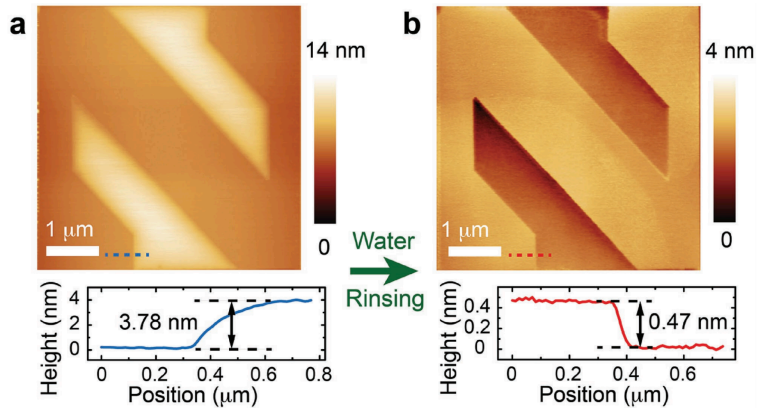 a
14 nm
0
1 μm
Height (nm)
4
2
0
3.78 nm
0 0.2 0.4 0.6 0.8
Position (μm)
Water
Rinsing
b
4 nm
0
1 μm
Height (nm)
0.4
0.2
0
0.47 nm
0 0.2 0.4 0.6
Position (μm)